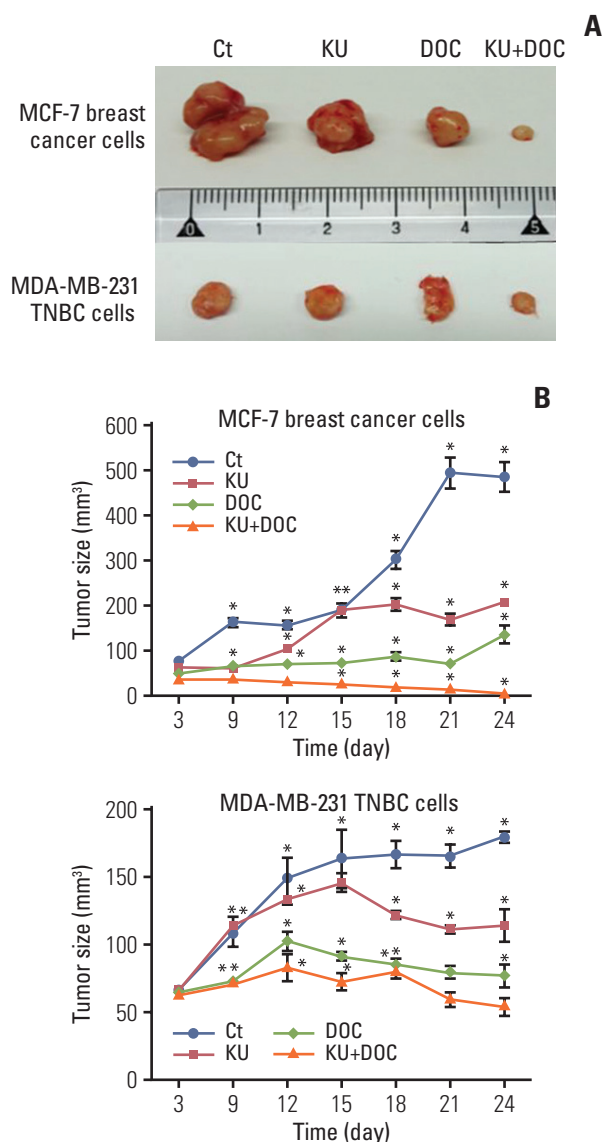 A
Ct KU DOC KU+DOC
MCF-7 breast
cancer cells
0 1 2 3 4 5
MDA-MB-231
TNBC cells
B
MCF-7 breast cancer cells
Ct
KU
DOC
KU+DOC
Tumor size (mm³)
600
500
400
300
200
100
0
* * * ** * * *
* * * *
* * * * * *
* * * *
3 9 12 15 18 21 24
Time (day)
MDA-MB-231 TNBC cells
Tumor size (mm³)
200
150
100
50
0
* * * * *
** * * * *
* * * *
** * *
Ct DOC
KU KU+DOC
3 9 12 15 18 21 24
Time (day)